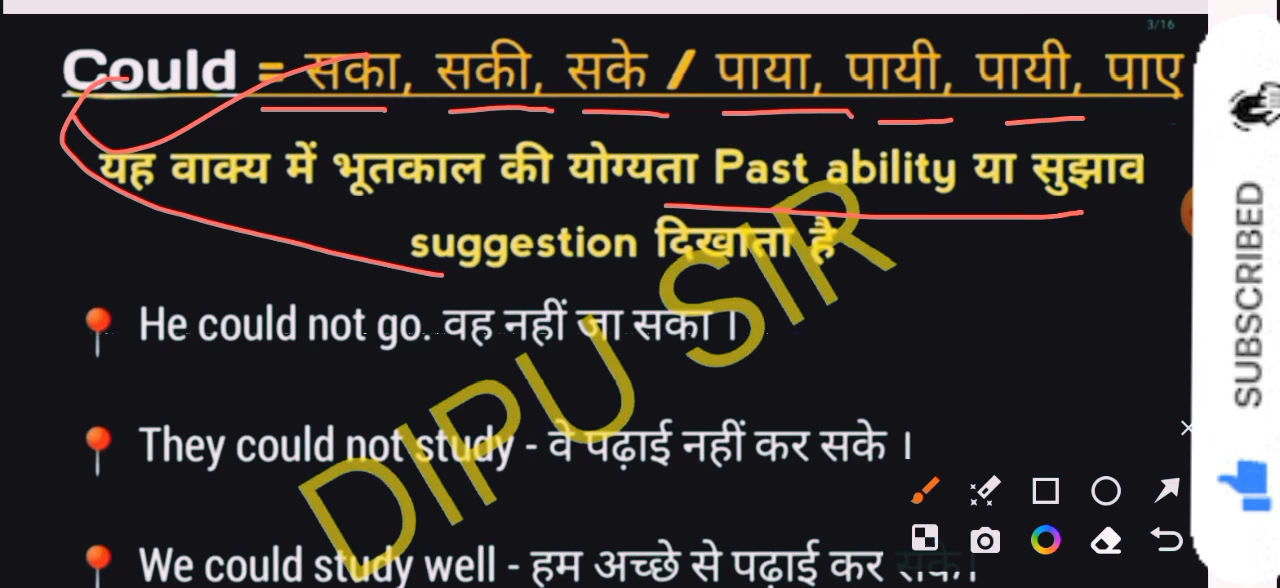 3/16
Could = सका, सकी, सके / पाया, पायी, पायी, पाए
यह वाक्य में भूतकाल की योग्यता Past ability या सुझाव
suggestion दिखाता है
He could not go. वह नहीं जा सका ।
They could not study - वे पढ़ाई नहीं कर सके ।
We could study well - हम अच्छे से पढ़ाई कर सके।
DIPU SIR
SUBSCRIBED